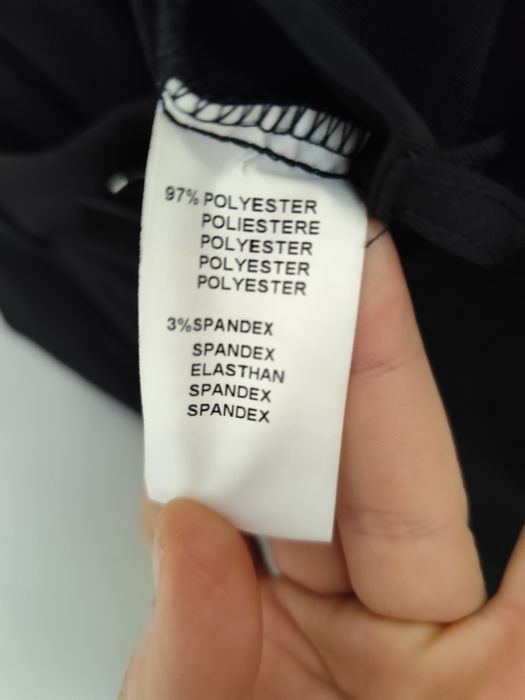 97% POLYESTER
POLIESTERE
POLYESTER
POLYESTER
POLYESTER
3%SPANDEX
SPANDEX
ELASTHAN
SPANDEX
SPANDEX